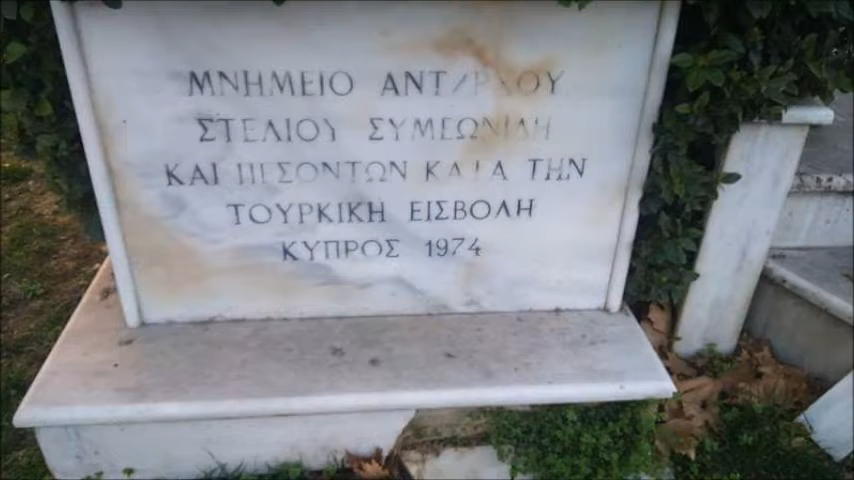 ΜΝΗΜΕΙΟ ΑΝΤ/ΡΧΟΥ
ΣΤΕΛΙΟΥ ΣΥΜΕΩΝΙΔΗ
ΚΑΙ ΠΕΣΟΝΤΩΝ ΚΑΤΑ ΤΗΝ
ΤΟΥΡΚΙΚΗ ΕΙΣΒΟΛΗ
ΚΥΠΡΟΣ 1974